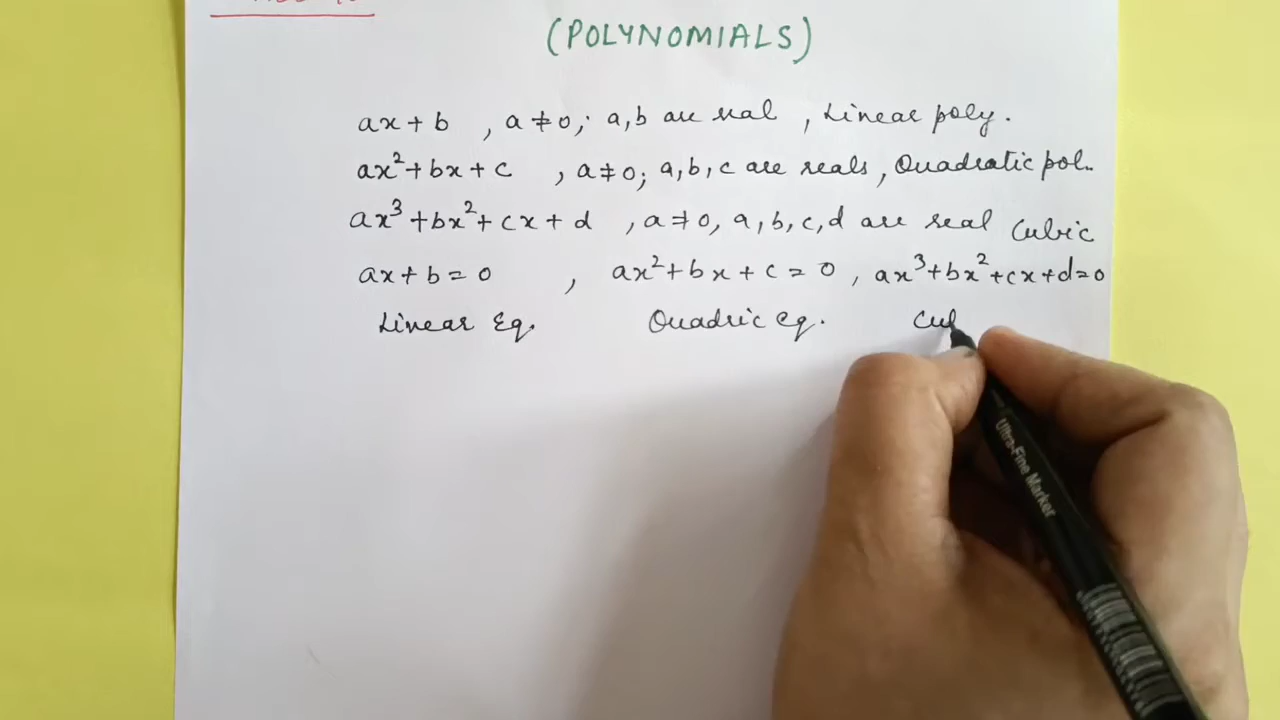 (POLYNOMIALS)
ax + b , a ≠ 0; a, b are real , Linear poly.
ax² + bx + c , a ≠ 0; a, b, c are reals, Quadratic pol..
ax³ + bx² + cx + d , a ≠ 0, a, b, c, d are real Cubic
ax + b = 0 , ax² + bx + c = 0 , ax³ + bx² + cx + d = 0
Linear Eq. Quadric eq. Cub
Ultra-Fine Marker